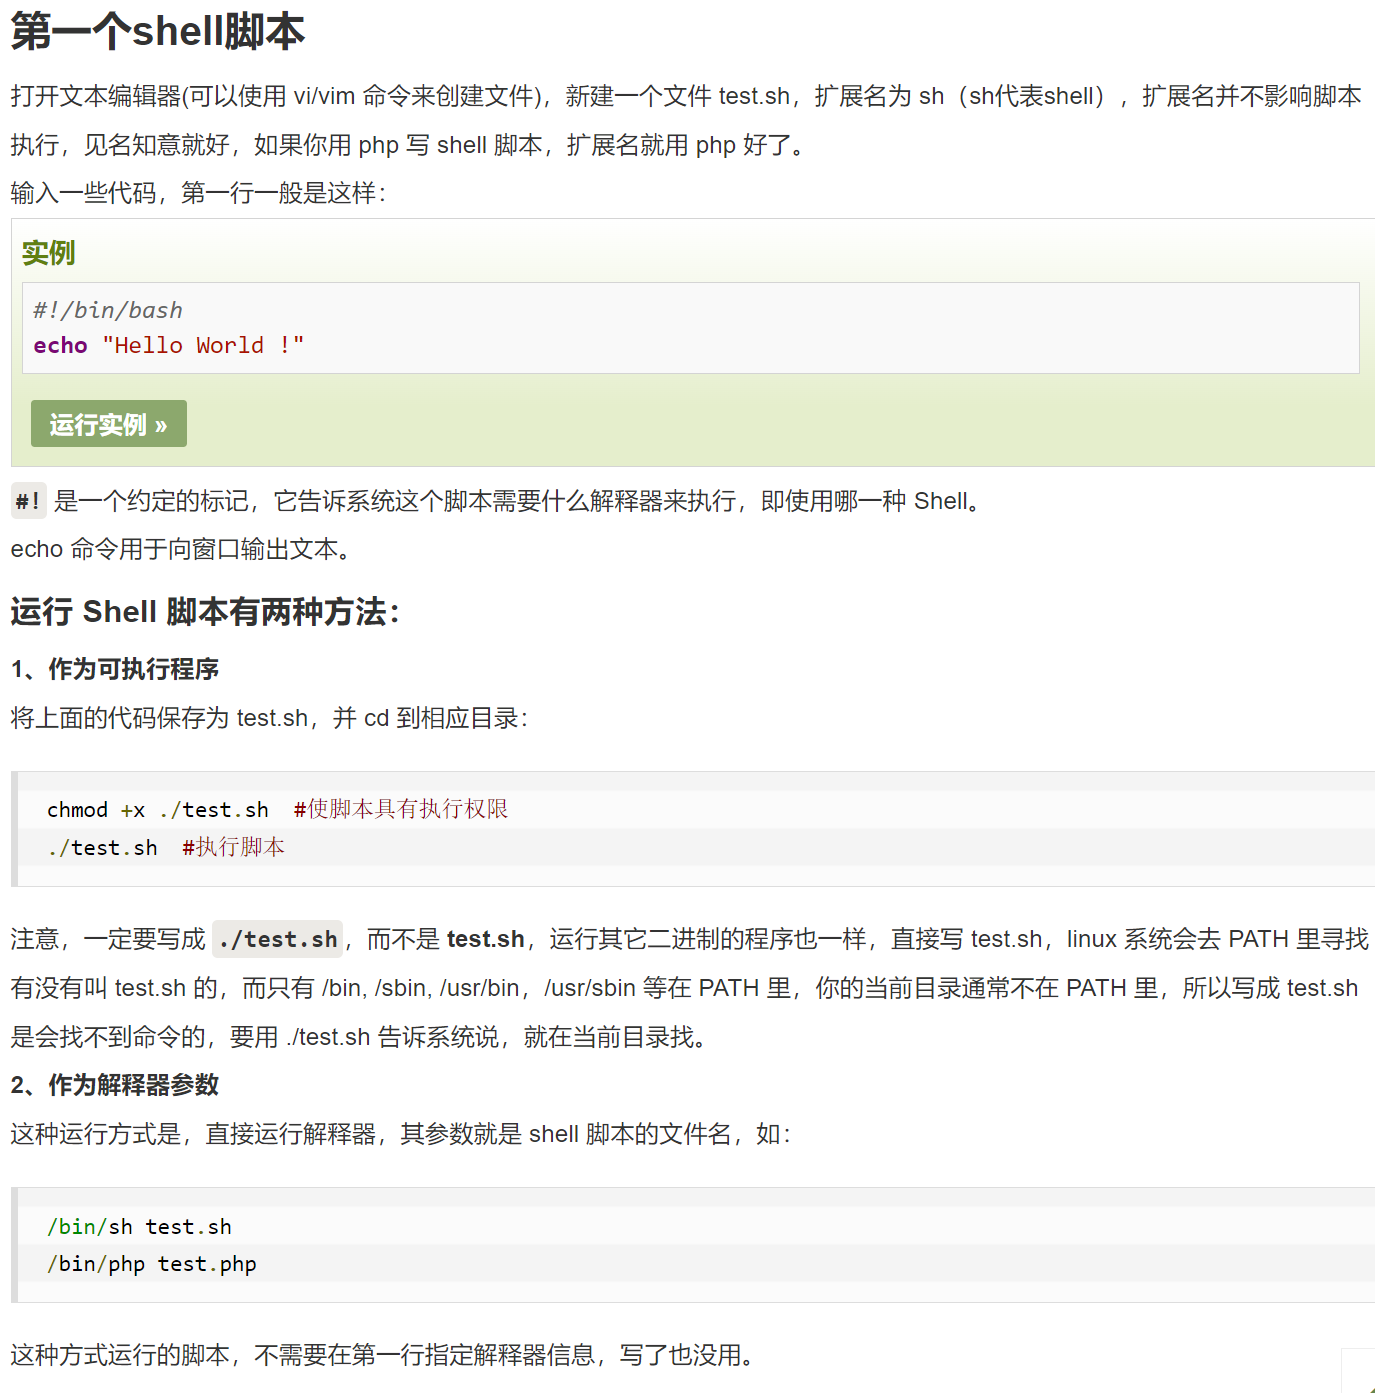 第一个shell脚本
打开文本编辑器(可以使用 vi/vim 命令来创建文件)，新建一个文件 test.sh，扩展名为 sh（sh代表shell），扩展名并不影响脚本
执行，见名知意就好，如果你用 php 写 shell 脚本，扩展名就用 php 好了。
输入一些代码，第一行一般是这样：
实例
#!/bin/bash
echo "Hello World !"
运行实例 »
#! 是一个约定的标记，它告诉系统这个脚本需要什么解释器来执行，即使用哪一种 Shell。
echo 命令用于向窗口输出文本。
运行 Shell 脚本有两种方法：
1、作为可执行程序
将上面的代码保存为 test.sh，并 cd 到相应目录：
chmod +x ./test.sh  #使脚本具有执行权限
./test.sh  #执行脚本
注意，一定要写成 ./test.sh，而不是 test.sh，运行其它二进制的程序也一样，直接写 test.sh，linux 系统会去 PATH 里寻找
有没有叫 test.sh 的，而只有 /bin, /sbin, /usr/bin，/usr/sbin 等在 PATH 里，你的当前目录通常不在 PATH 里，所以写成 test.sh
是会找不到命令的，要用 ./test.sh 告诉系统说，就在当前目录找。
2、作为解释器参数
这种运行方式是，直接运行解释器，其参数就是 shell 脚本的文件名，如：
/bin/sh test.sh
/bin/php test.php
这种方式运行的脚本，不需要在第一行指定解释器信息，写了也没用。